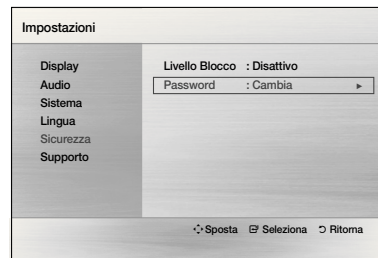 Impostazioni
Display
Audio
Sistema
Lingua
Sicurezza
Supporto
Livello Blocco : Disattivo
Password : Cambia ►
Sposta Seleziona Ritorna